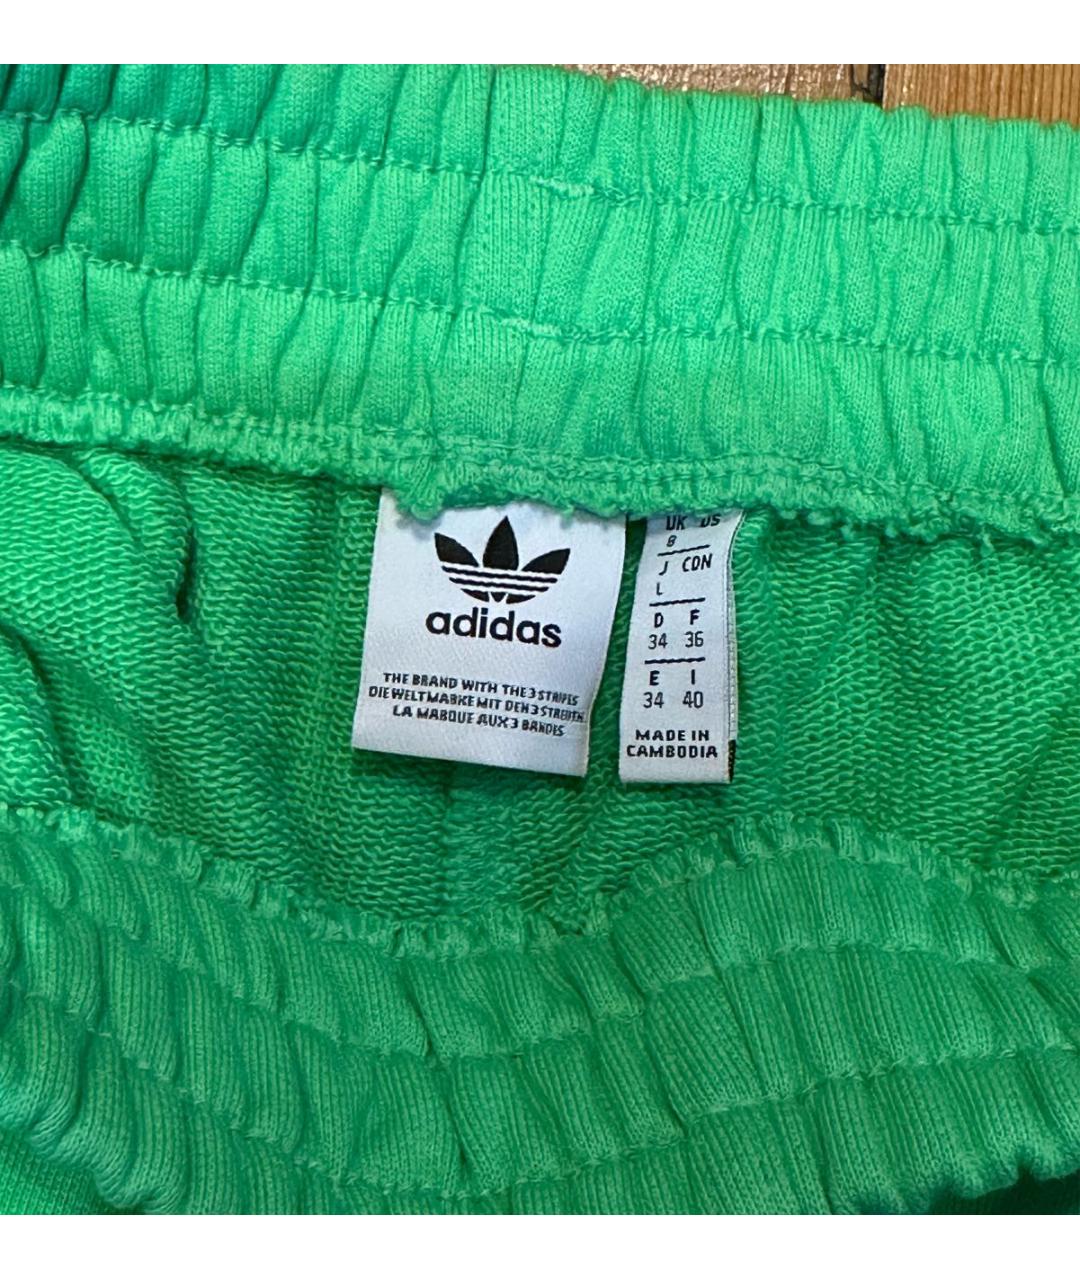 adidas
THE BRAND WITH THE 3 STRIPES
DIE WELTMARKE MIT DEN 3 STREIFEN
LA MARQUE AUX 3 BANDES
UK US
8
J CDN
L
D F
34 36
E I
34 40
MADE IN
CAMBODIA